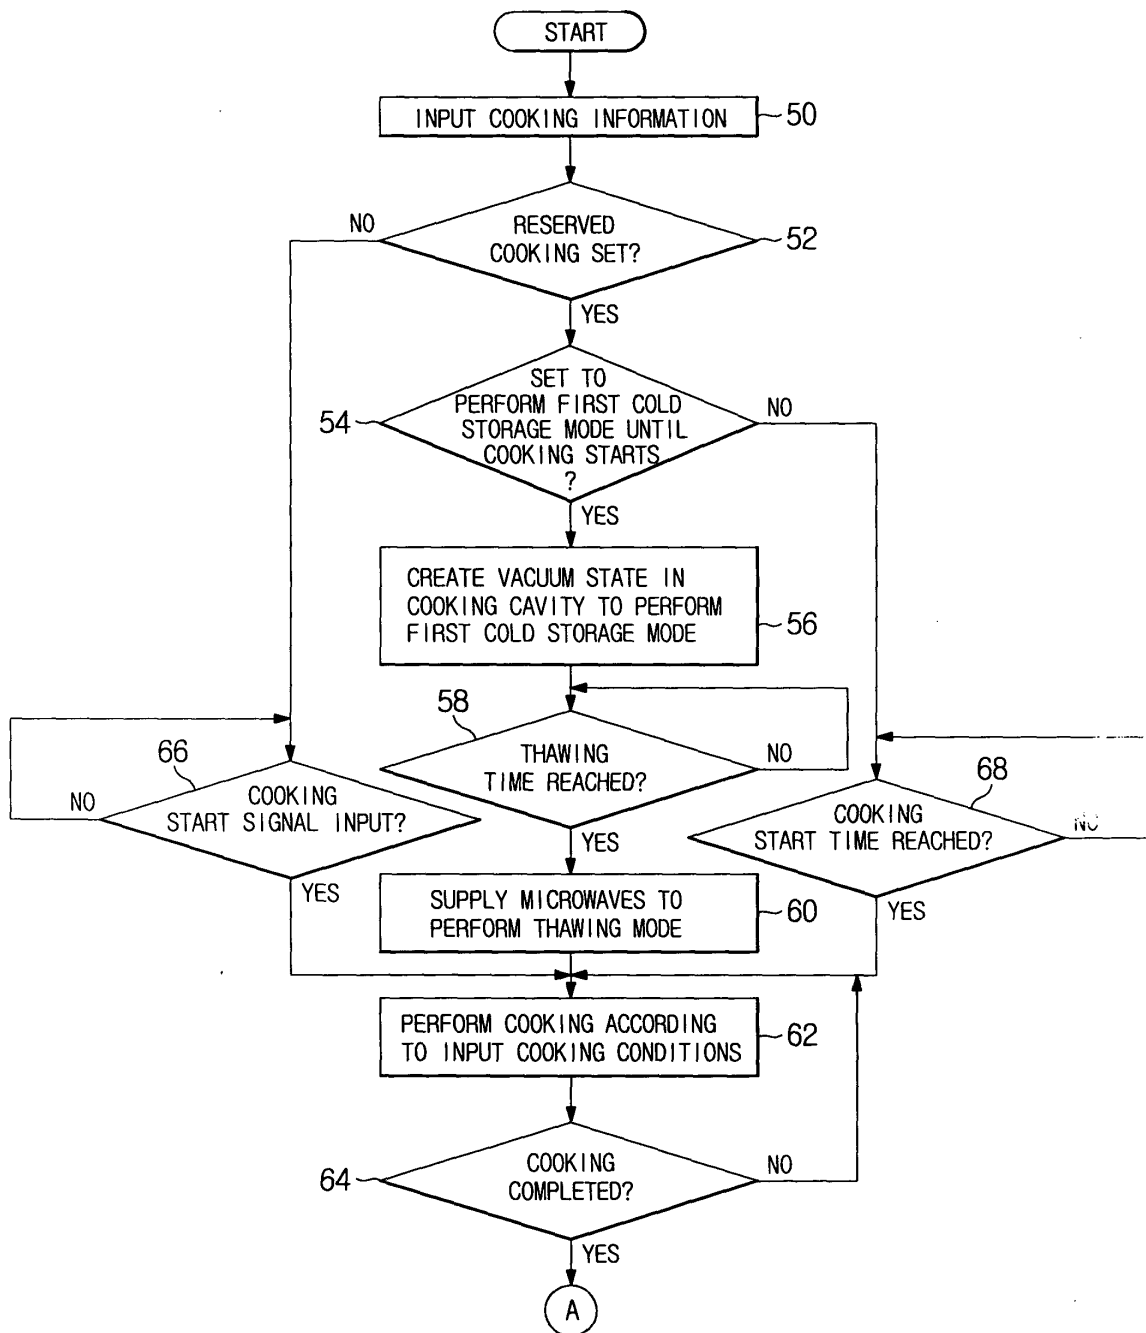 START
INPUT COOKING INFORMATION
50
RESERVED
COOKING SET?
52
NO
YES
SET TO
PERFORM FIRST COLD
STORAGE MODE UNTIL
COOKING STARTS
?
54
NO
YES
CREATE VACUUM STATE IN
COOKING CAVITY TO PERFORM
FIRST COLD STORAGE MODE
56
58
THAWING
TIME REACHED?
NO
YES
66
COOKING
START SIGNAL INPUT?
NO
YES
68
COOKING
START TIME REACHED?
NO
YES
SUPPLY MICROWAVES TO
PERFORM THAWING MODE
60
PERFORM COOKING ACCORDING
TO INPUT COOKING CONDITIONS
62
COOKING
COMPLETED?
64
NO
YES
A